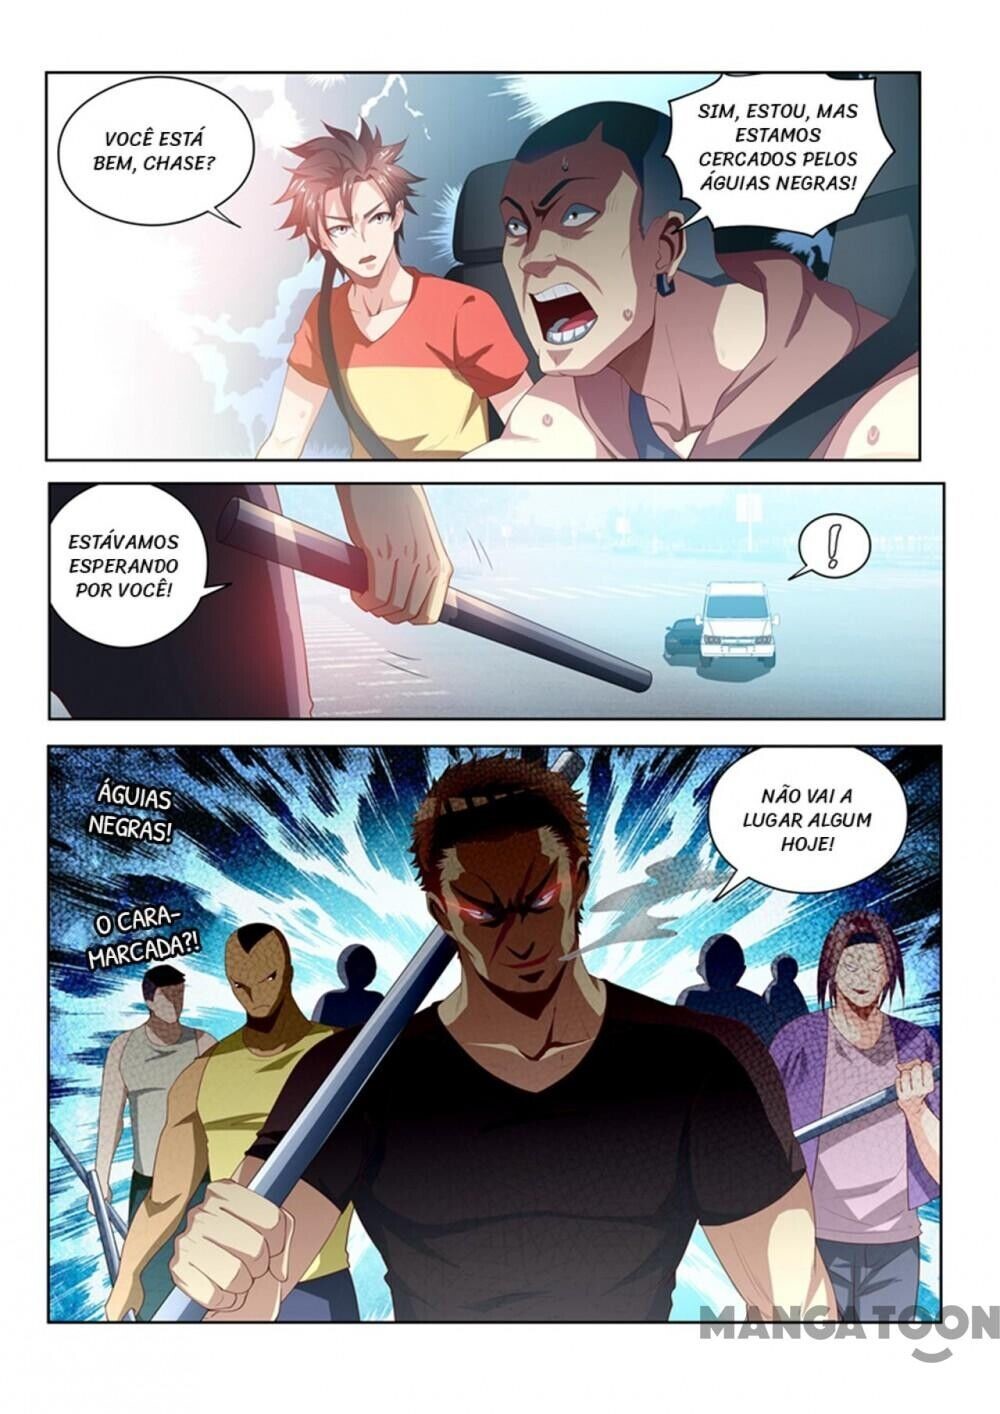 VOCÊ ESTÁ
BEM, CHASE?
SIM, ESTOU, MAS
ESTAMOS
CERCADOS PELOS
ÁGUIAS NEGRAS!
ESTÁVAMOS
ESPERANDO
POR VOCÊ!
!
ÁGUIAS
NEGRAS!
O CARA-
MARCADA?!
NÃO VAI A
LUGAR ALGUM
HOJE!
MANGATOON